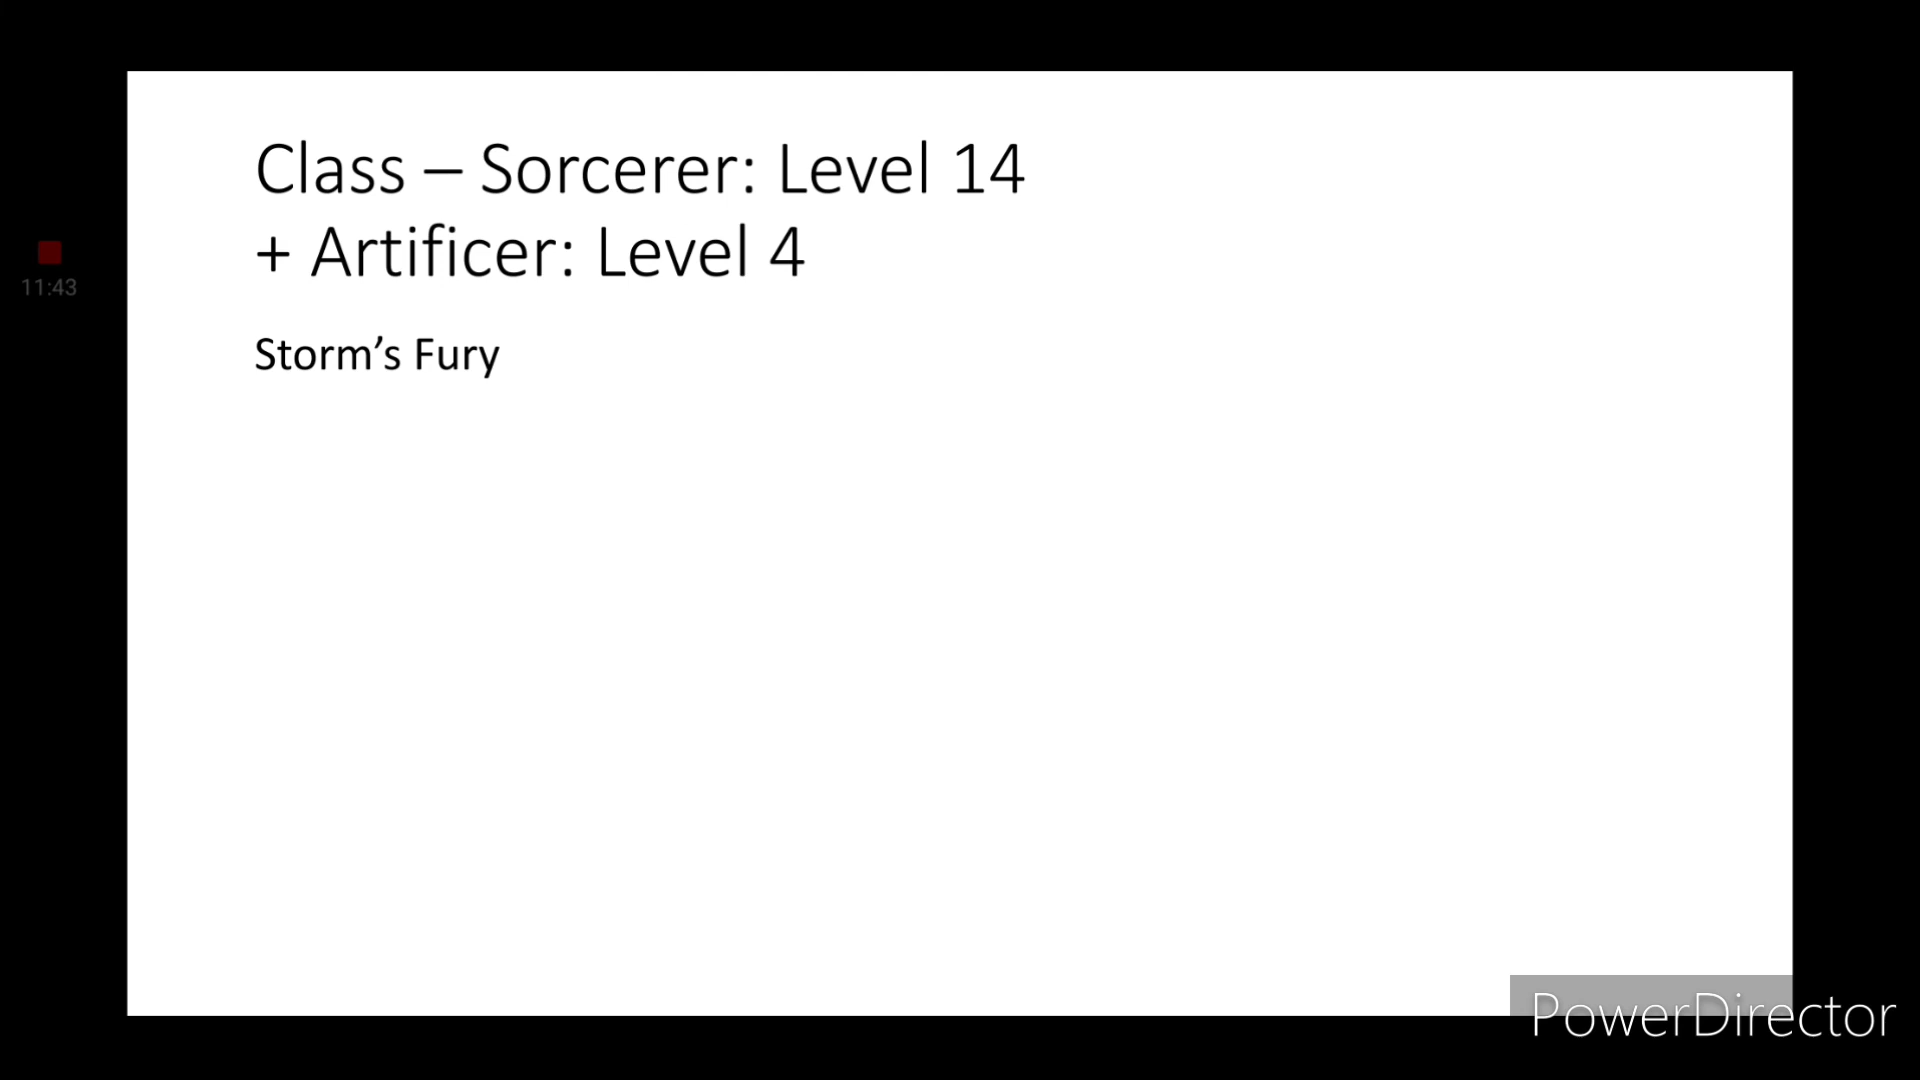 Class – Sorcerer: Level 14
+ Artificer: Level 4
Storm’s Fury
11:43
PowerDirector